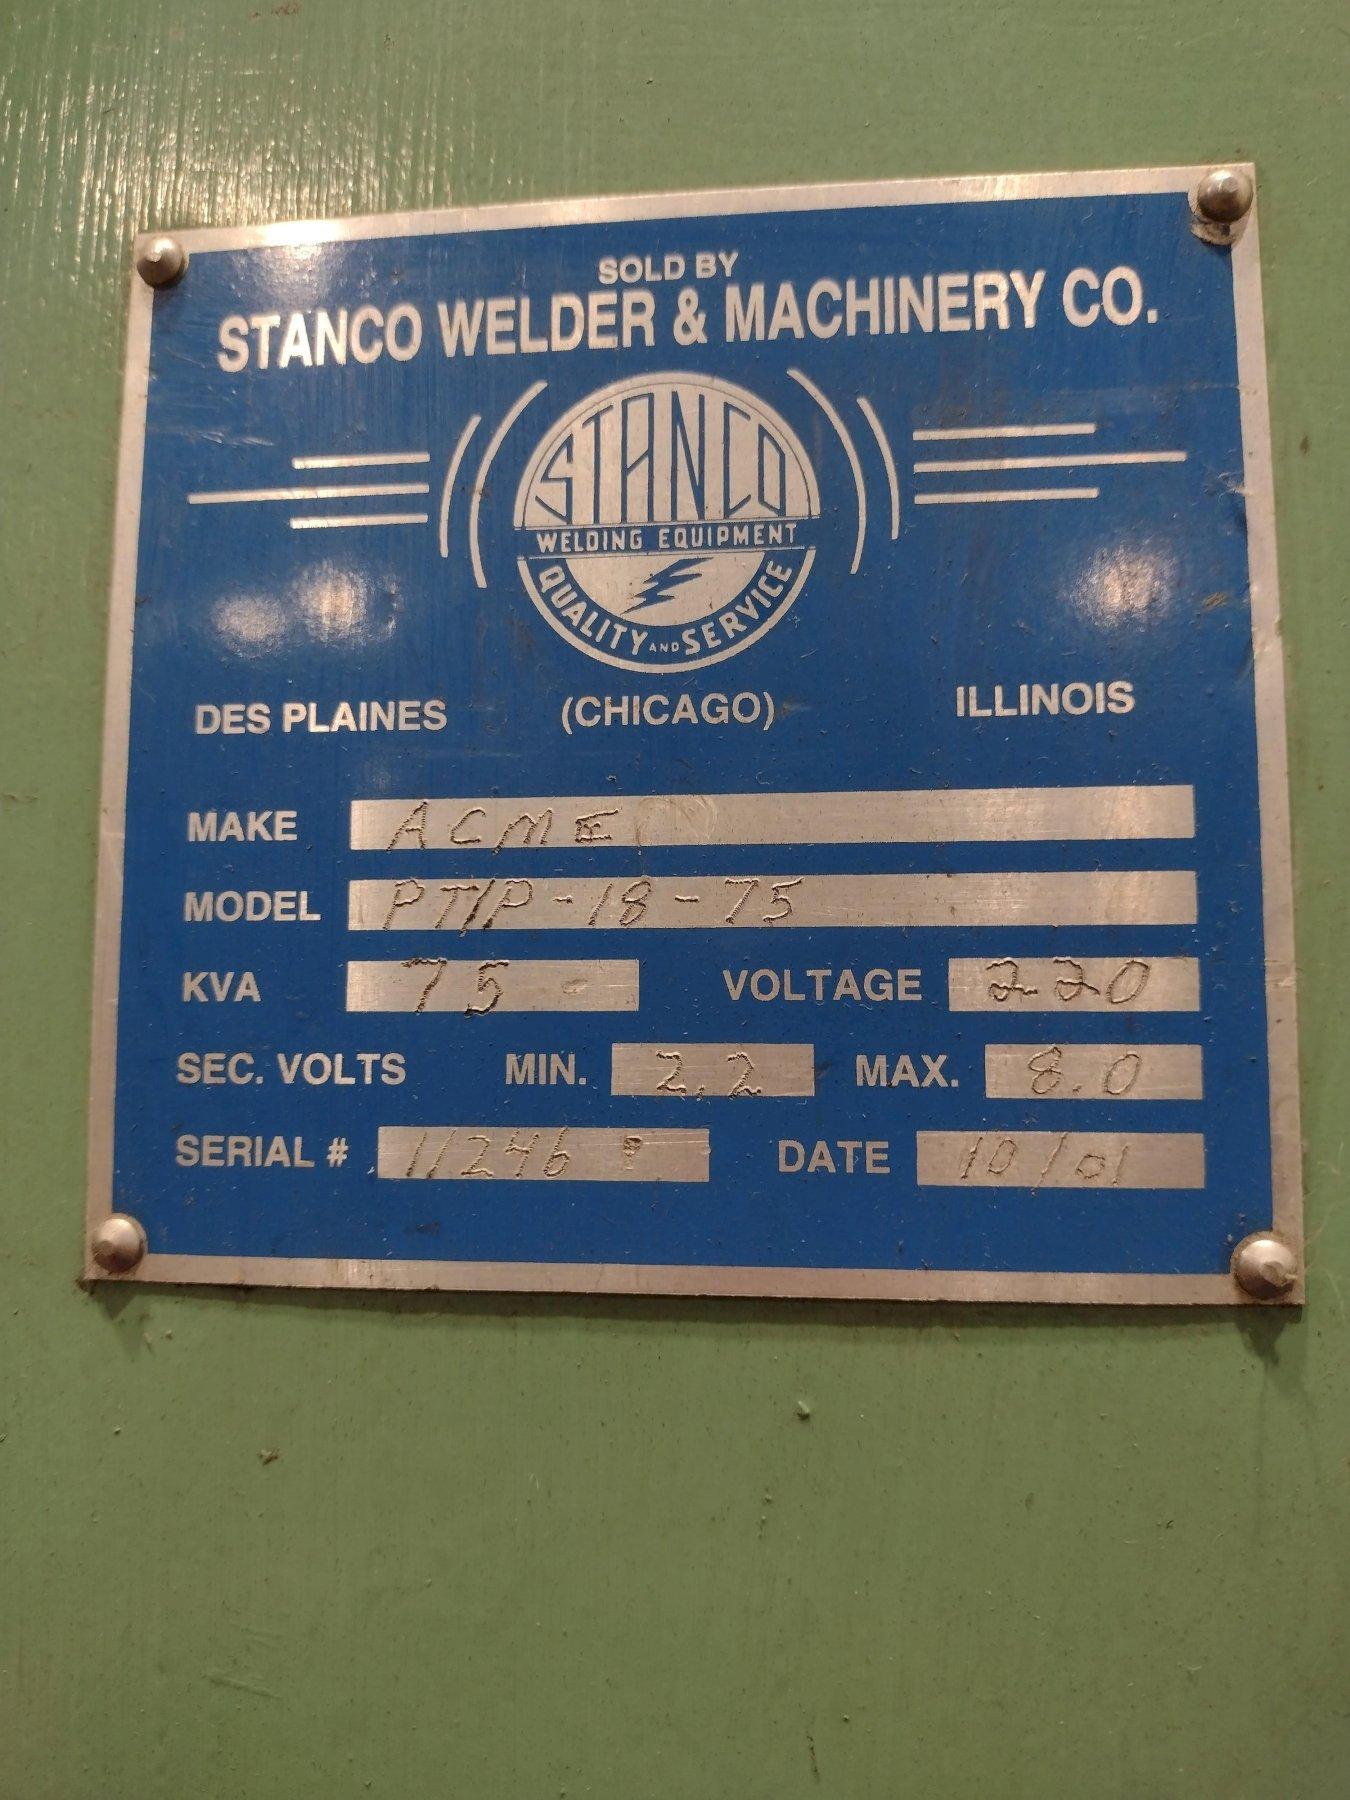 SOLD BY
STANCO WELDER & MACHINERY CO.
STANCO
WELDING EQUIPMENT
QUALITY AND SERVICE
DES PLAINES (CHICAGO) ILLINOIS
MAKE ACME
MODEL PT1P-18-75
KVA 75 VOLTAGE 220
SEC. VOLTS MIN. 2.2 MAX. 8.0
SERIAL # 11246 DATE 10/01